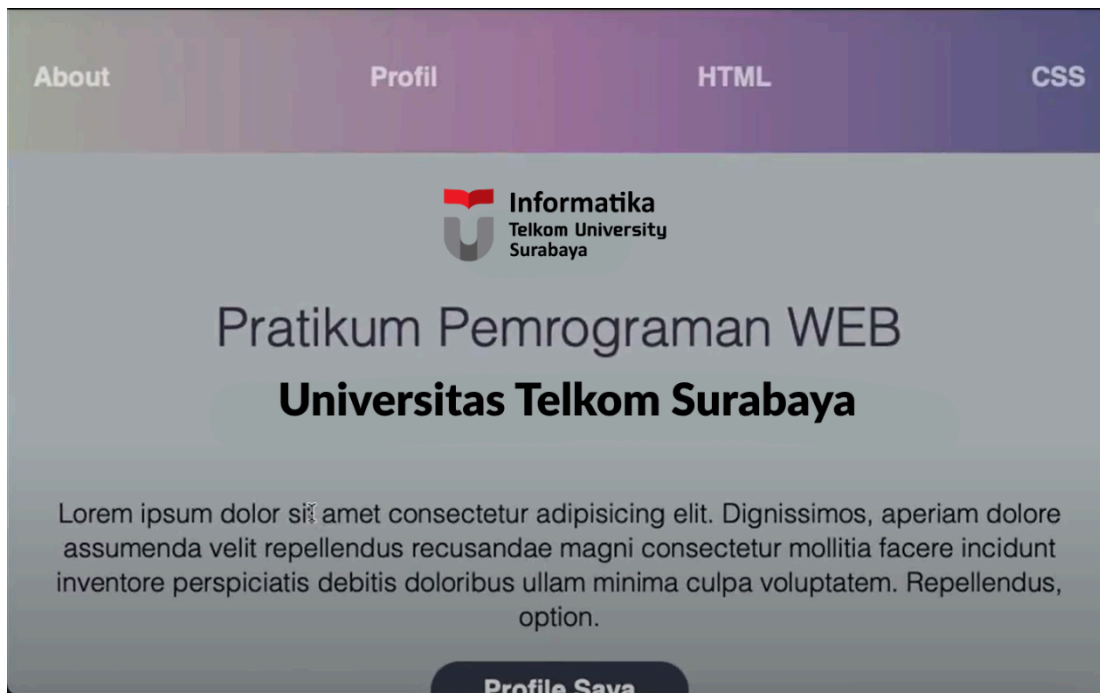 About Profil HTML CSS
Informatika
Telkom University
Surabaya
Pratikum Pemrograman WEB
Universitas Telkom Surabaya
Lorem ipsum dolor sit amet consectetur adipisicing elit. Dignissimos, aperiam dolore
assumenda velit repellendus recusandae magni consectetur mollitia facere incidunt
inventore perspiciatis debitis doloribus ullam minima culpa voluptatem. Repellendus,
option.
Profile Saya